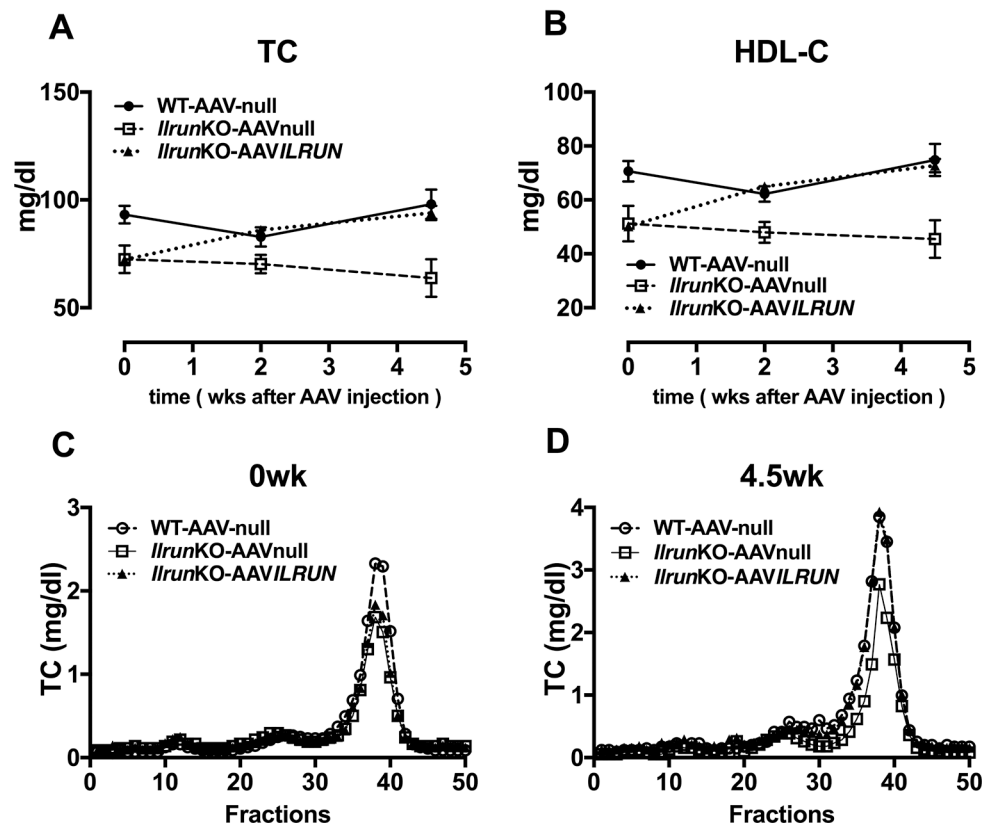 A
TC
150
100
50
mg/dl
WT-AAV-null
IlrunKO-AAVnull
IlrunKO-AAVILRUN
0 1 2 3 4 5
time ( wks after AAV injection )
B
HDL-C
100
80
60
40
20
mg/dl
WT-AAV-null
IlrunKO-AAVnull
IlrunKO-AAVILRUN
0 1 2 3 4 5
time ( wks after AAV injection )
C
0wk
3
2
1
0
TC (mg/dl)
WT-AAV-null
IlrunKO-AAVnull
IlrunKO-AAVILRUN
0 10 20 30 40 50
Fractions
D
4.5wk
4
3
2
1
0
TC (mg/dl)
WT-AAV-null
IlrunKO-AAVnull
IlrunKO-AAVILRUN
0 10 20 30 40 50
Fractions